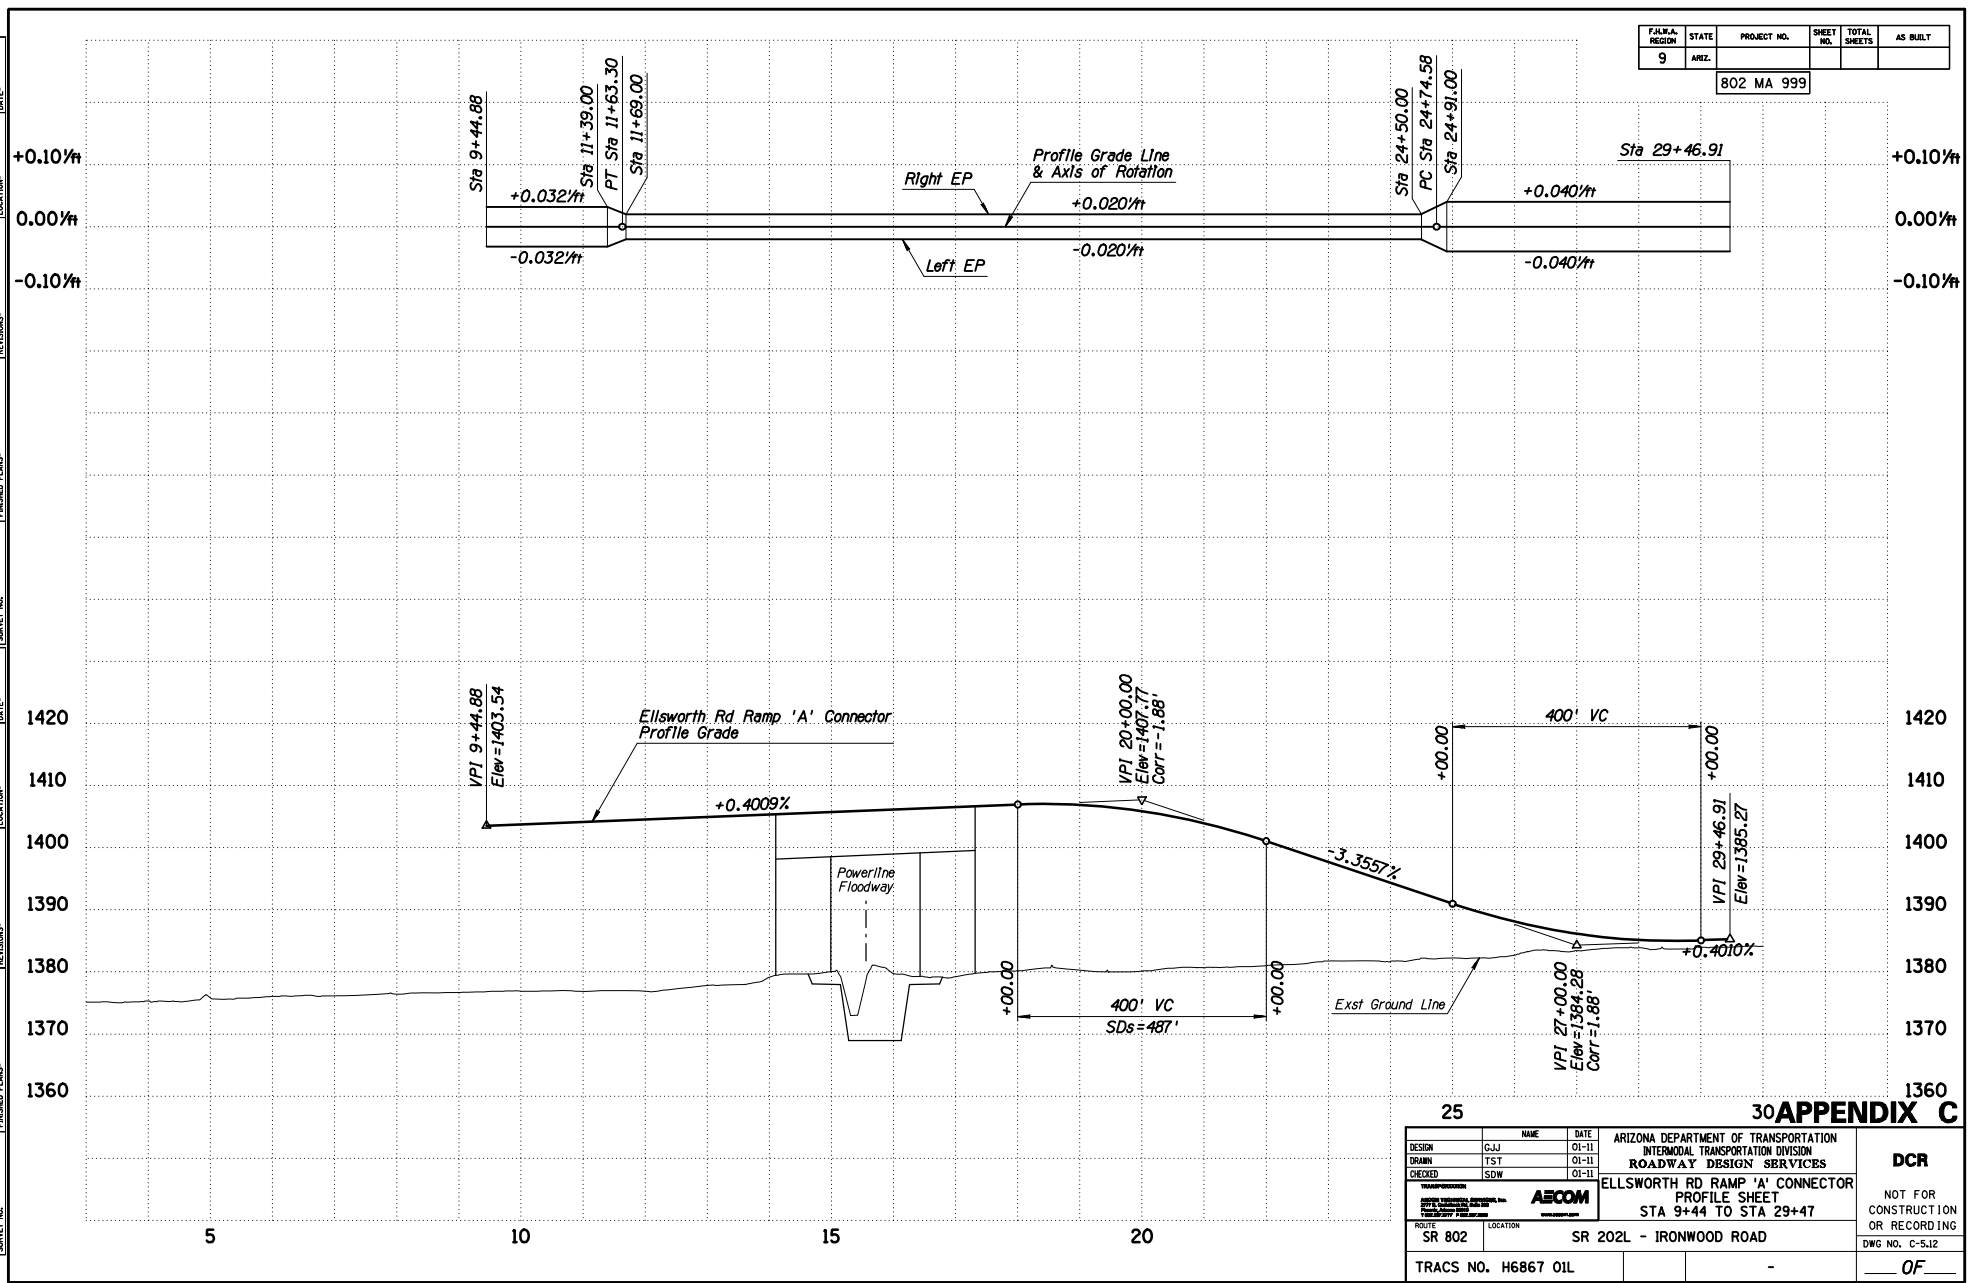 F.H.W.A. REGION
STATE
PROJECT NO.
SHEET NO.
TOTAL SHEETS
AS BUILT
9
ARIZ.
802 MA 999
+0.10'/ft
0.00'/ft
-0.10'/ft
Sta 9+44.88
Sta 11+39.00
PT Sta 11+63.30
Sta 11+69.00
Sta 24+50.00
PC Sta 24+74.58
Sta 24+91.00
Sta 29+46.91
+0.10'/ft
0.00'/ft
-0.10'/ft
+0.032'/ft
-0.032'/ft
Right EP
Profile Grade Line
& Axis of Rotation
+0.020'/ft
-0.020'/ft
Left EP
+0.040'/ft
-0.040'/ft
1420
1410
1400
1390
1380
1370
1360
VPI 9+44.88
Elev=1403.54
Ellsworth Rd Ramp 'A' Connector
Profile Grade
+0.4009%
Powerline
Floodway
VPI 20+00.00
Elev=1407.77
Corr=-1.88'
+00.00
400' VC
SDs=487'
+00.00
-3.3557%
+00.00
400' VC
+00.00
VPI 29+46.91
Elev=1385.27
+0.4010%
Exst Ground Line
VPI 27+00.00
Elev=1384.28
Corr=1.88'
1420
1410
1400
1390
1380
1370
1360
25
30
APPENDIX C
5
10
15
20
NAME
DATE
DESIGN GJJ 01-11
DRAWN TST 01-11
CHECKED SDW 01-11
AECOM
ARIZONA DEPARTMENT OF TRANSPORTATION
INTERMODAL TRANSPORTATION DIVISION
ROADWAY DESIGN SERVICES
ELLSWORTH RD RAMP 'A' CONNECTOR
PROFILE SHEET
STA 9+44 TO STA 29+47
DCR
NOT FOR
CONSTRUCTION
OR RECORDING
ROUTE
SR 802
LOCATION
SR 202L - IRONWOOD ROAD
DWG NO. C-5.12
TRACS NO. H6867 01L
-
OF